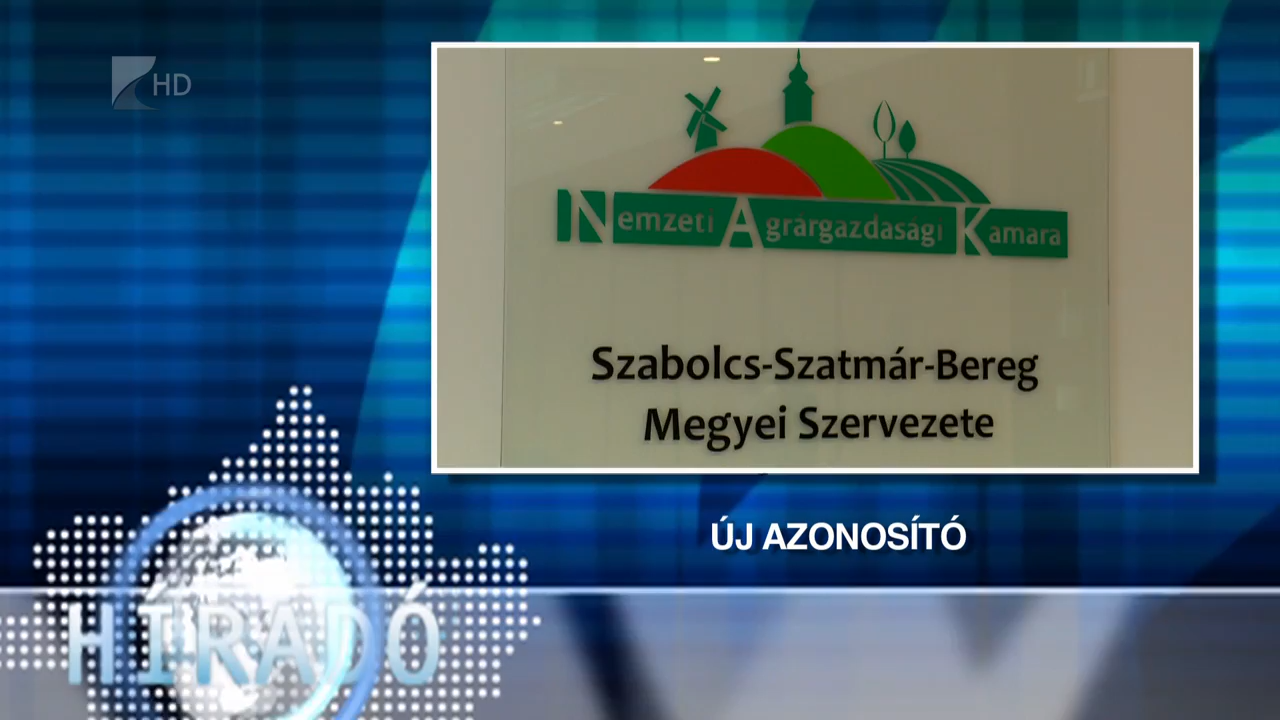 HD
Nemzeti Agrárgazdasági Kamara
Szabolcs-Szatmár-Bereg
Megyei Szervezete
ÚJ AZONOSÍTÓ
HÍRADÓ